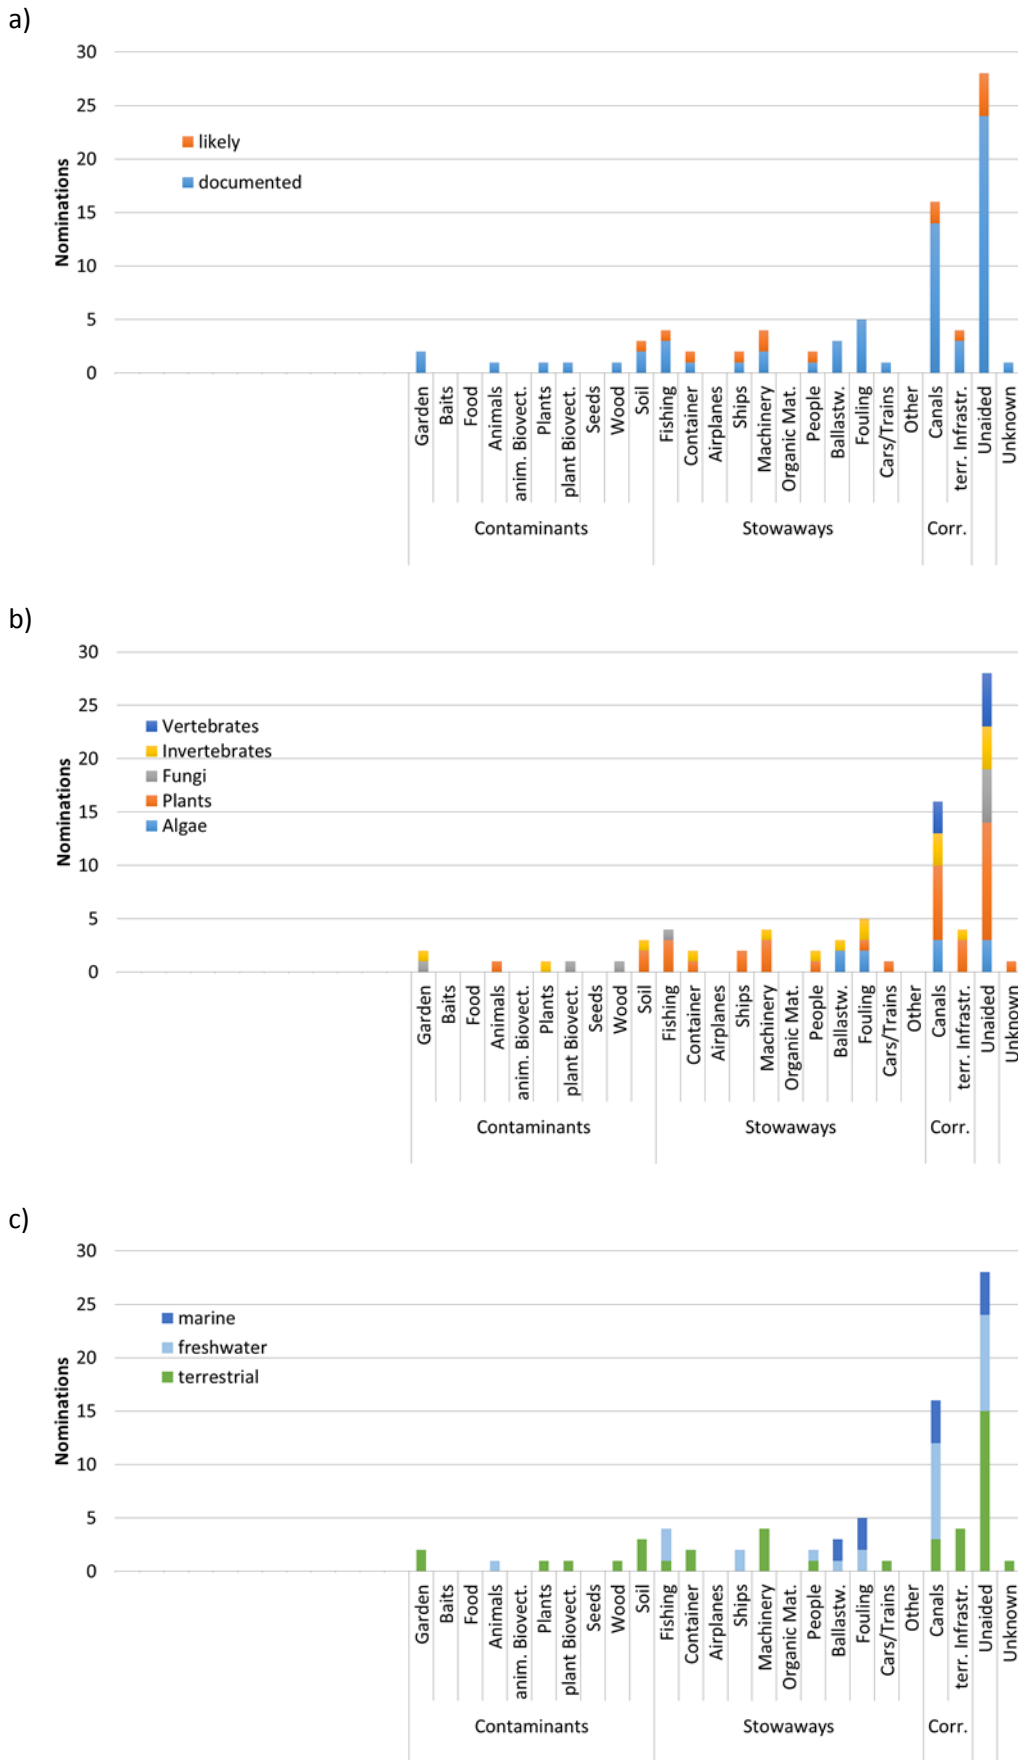 a)
30
25
20
15
10
5
0
Nominations
likely
documented
Garden
Baits
Food
Animals
anim. Biovect.
Plants
plant Biovect.
Seeds
Wood
Soil
Fishing
Container
Airplanes
Ships
Machinery
Organic Mat.
People
Ballastw.
Fouling
Cars/Trains
Other
Canals
terr. Infrastr.
Unaided
Unknown
Contaminants
Stowaways
Corr.
b)
30
25
20
15
10
5
0
Nominations
Vertebrates
Invertebrates
Fungi
Plants
Algae
Garden
Baits
Food
Animals
anim. Biovect.
Plants
plant Biovect.
Seeds
Wood
Soil
Fishing
Container
Airplanes
Ships
Machinery
Organic Mat.
People
Ballastw.
Fouling
Cars/Trains
Other
Canals
terr. Infrastr.
Unaided
Unknown
Contaminants
Stowaways
Corr.
c)
30
25
20
15
10
5
0
Nominations
marine
freshwater
terrestrial
Garden
Baits
Food
Animals
anim. Biovect.
Plants
plant Biovect.
Seeds
Wood
Soil
Fishing
Container
Airplanes
Ships
Machinery
Organic Mat.
People
Ballastw.
Fouling
Cars/Trains
Other
Canals
terr. Infrastr.
Unaided
Unknown
Contaminants
Stowaways
Corr.